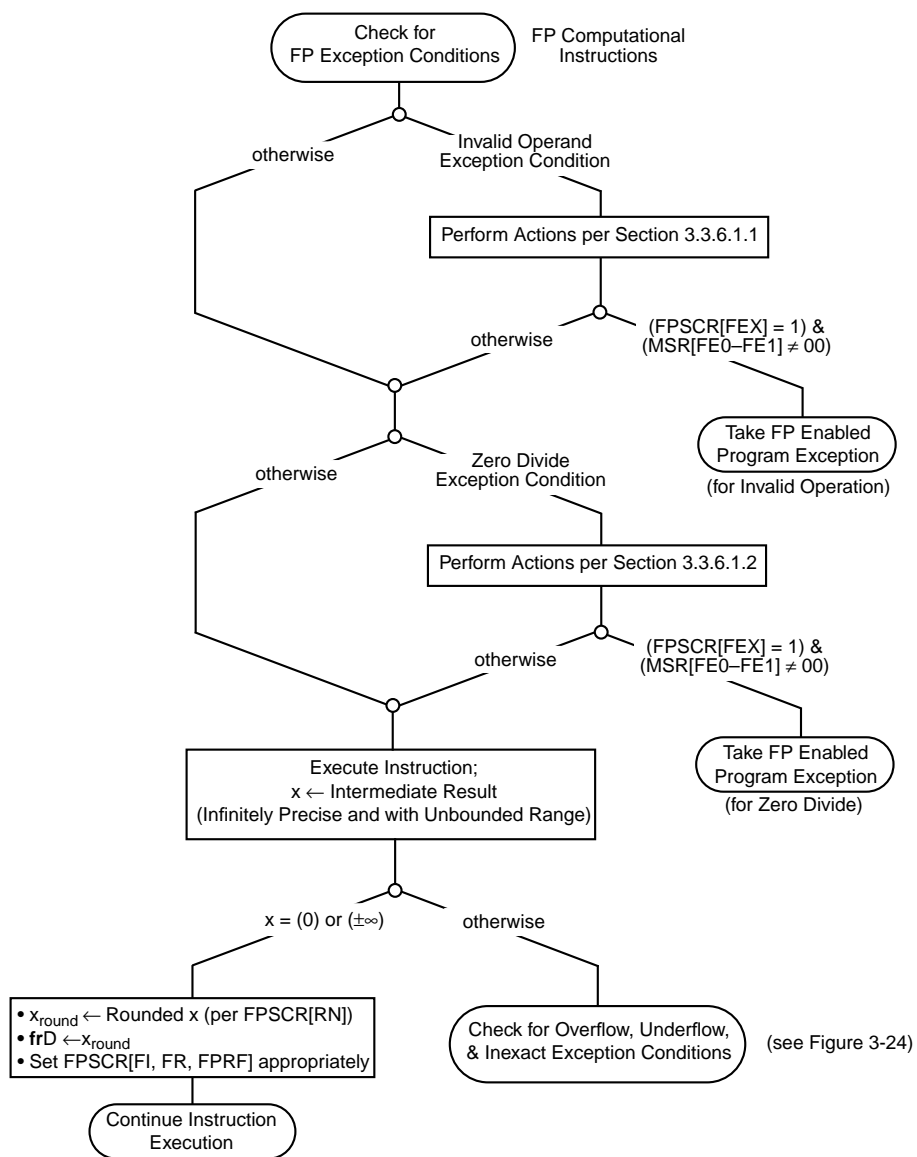 Check for
FP Exception Conditions
FP Computational
Instructions
otherwise
Invalid Operand
Exception Condition
Perform Actions per Section 3.3.6.1.1
otherwise
(FPSCR[FEX] = 1) &
(MSR[FE0–FE1] ≠ 00)
Take FP Enabled
Program Exception
(for Invalid Operation)
otherwise
Zero Divide
Exception Condition
Perform Actions per Section 3.3.6.1.2
otherwise
(FPSCR[FEX] = 1) &
(MSR[FE0–FE1] ≠ 00)
Take FP Enabled
Program Exception
(for Zero Divide)
Execute Instruction;
x ← Intermediate Result
(Infinitely Precise and with Unbounded Range)
x = (0) or (±∞)
otherwise
• xround ← Rounded x (per FPSCR[RN])
• frD ←xround
• Set FPSCR[FI, FR, FPRF] appropriately
Continue Instruction
Execution
Check for Overflow, Underflow,
& Inexact Exception Conditions
(see Figure 3-24)